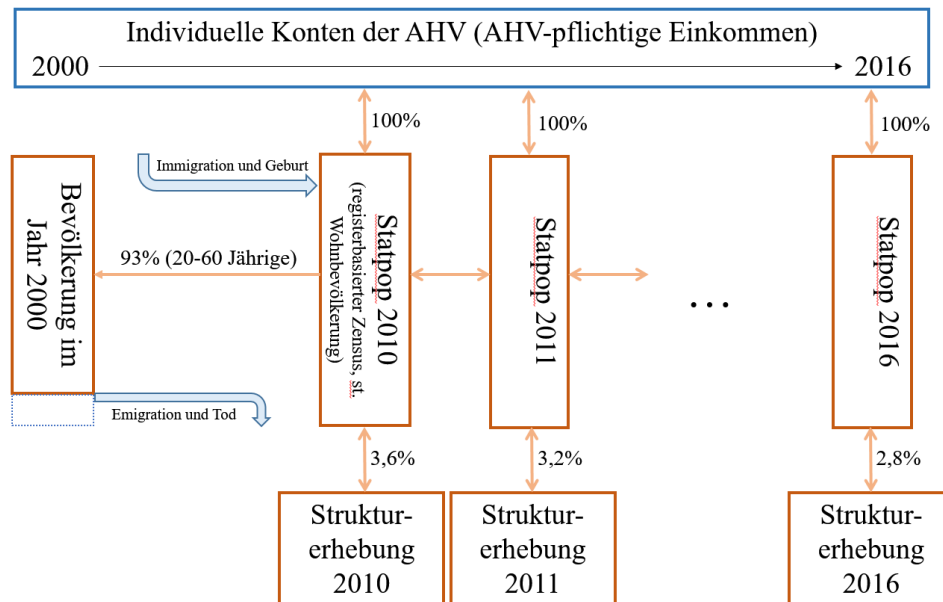 Individuelle Konten der AHV (AHV-pflichtige Einkommen)
2000
2016
100%
100%
100%
Immigration und Geburt
Bevölkerung im
Jahr 2000
93% (20-60 Jährige)
Statpop 2010
(registerbasierter Zensus, st.
Wohnbevölkerung)
Statpop 2011
...
Statpop 2016
Emigration und Tod
3,6%
3,2%
2,8%
Struktur-
erhebung
2010
Struktur-
erhebung
2011
Struktur-
erhebung
2016